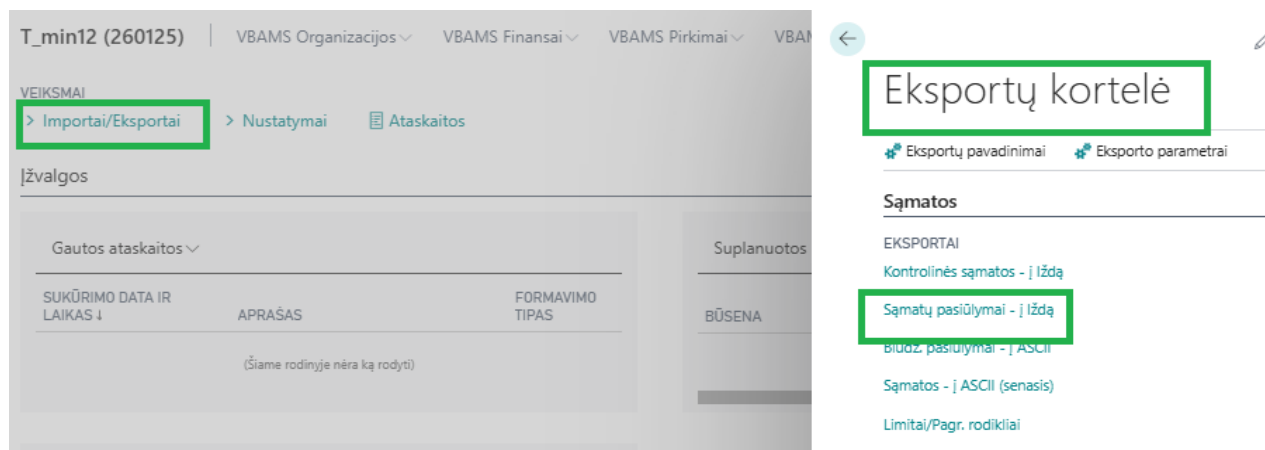 T_min12 (260125)
VBAMS Organizacijos
VBAMS Finansai
VBAMS Pirkimai
VEIKSMAI
> Importai/Eksportai
> Nustatymai
Ataskaitos
Įžvalgos
Gautos ataskaitos
SUKŪRIMO DATA IR
LAIKAS ↓
APRAŠAS
FORMAVIMO
TIPAS
(Šiame rodinyje nėra ką rodyti)
Suplanuotos
BŪSENA
Eksportų kortelė
Eksportų pavadinimai
Eksporto parametrai
Sąmatos
EKSPORTAI
Kontrolinės sąmatos - į Iždą
Sąmatų pasiūlymai - į Iždą
Biudž. pasiūlymai - į ASCII
Sąmatos - į ASCII (senasis)
Limitai/Pagr. rodikliai